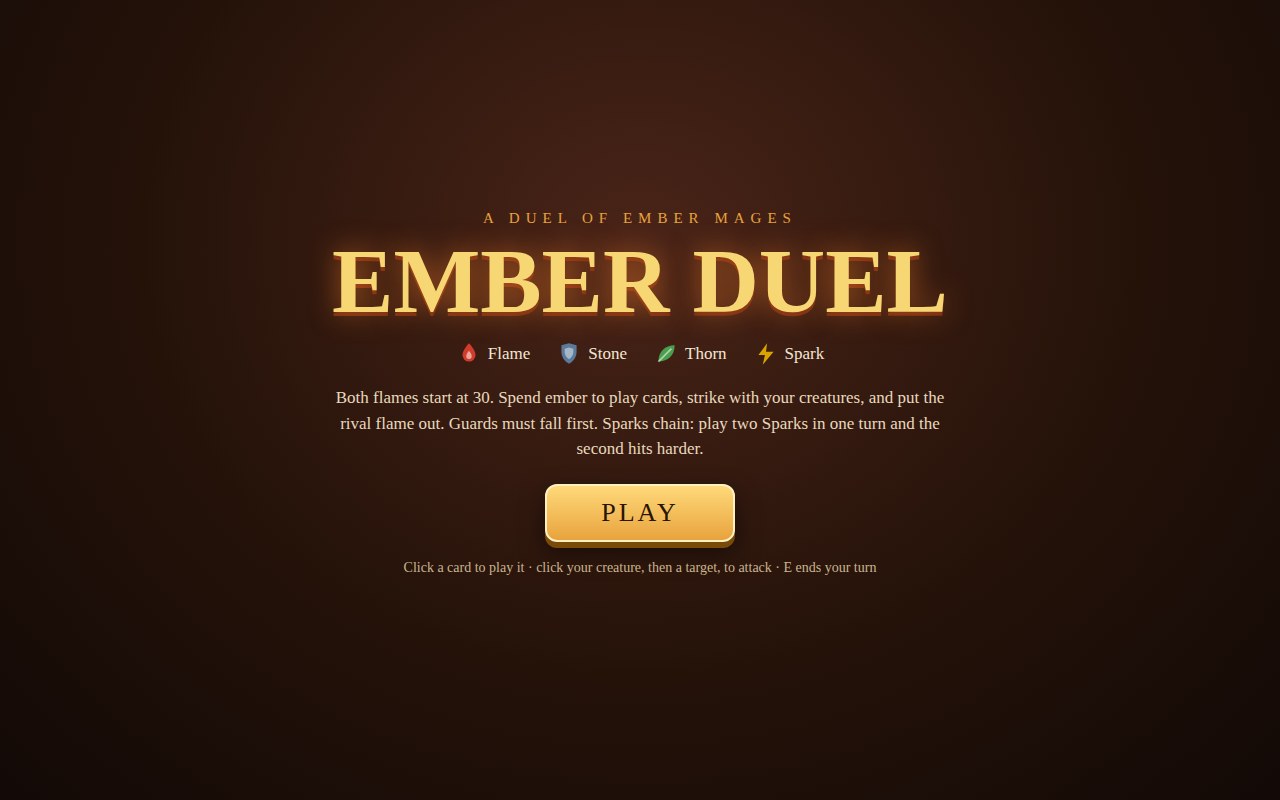 A DUEL OF EMBER MAGES
EMBER DUEL
Flame Stone Thorn Spark
Both flames start at 30. Spend ember to play cards, strike with your creatures, and put the
rival flame out. Guards must fall first. Sparks chain: play two Sparks in one turn and the
second hits harder.
PLAY
Click a card to play it · click your creature, then a target, to attack · E ends your turn